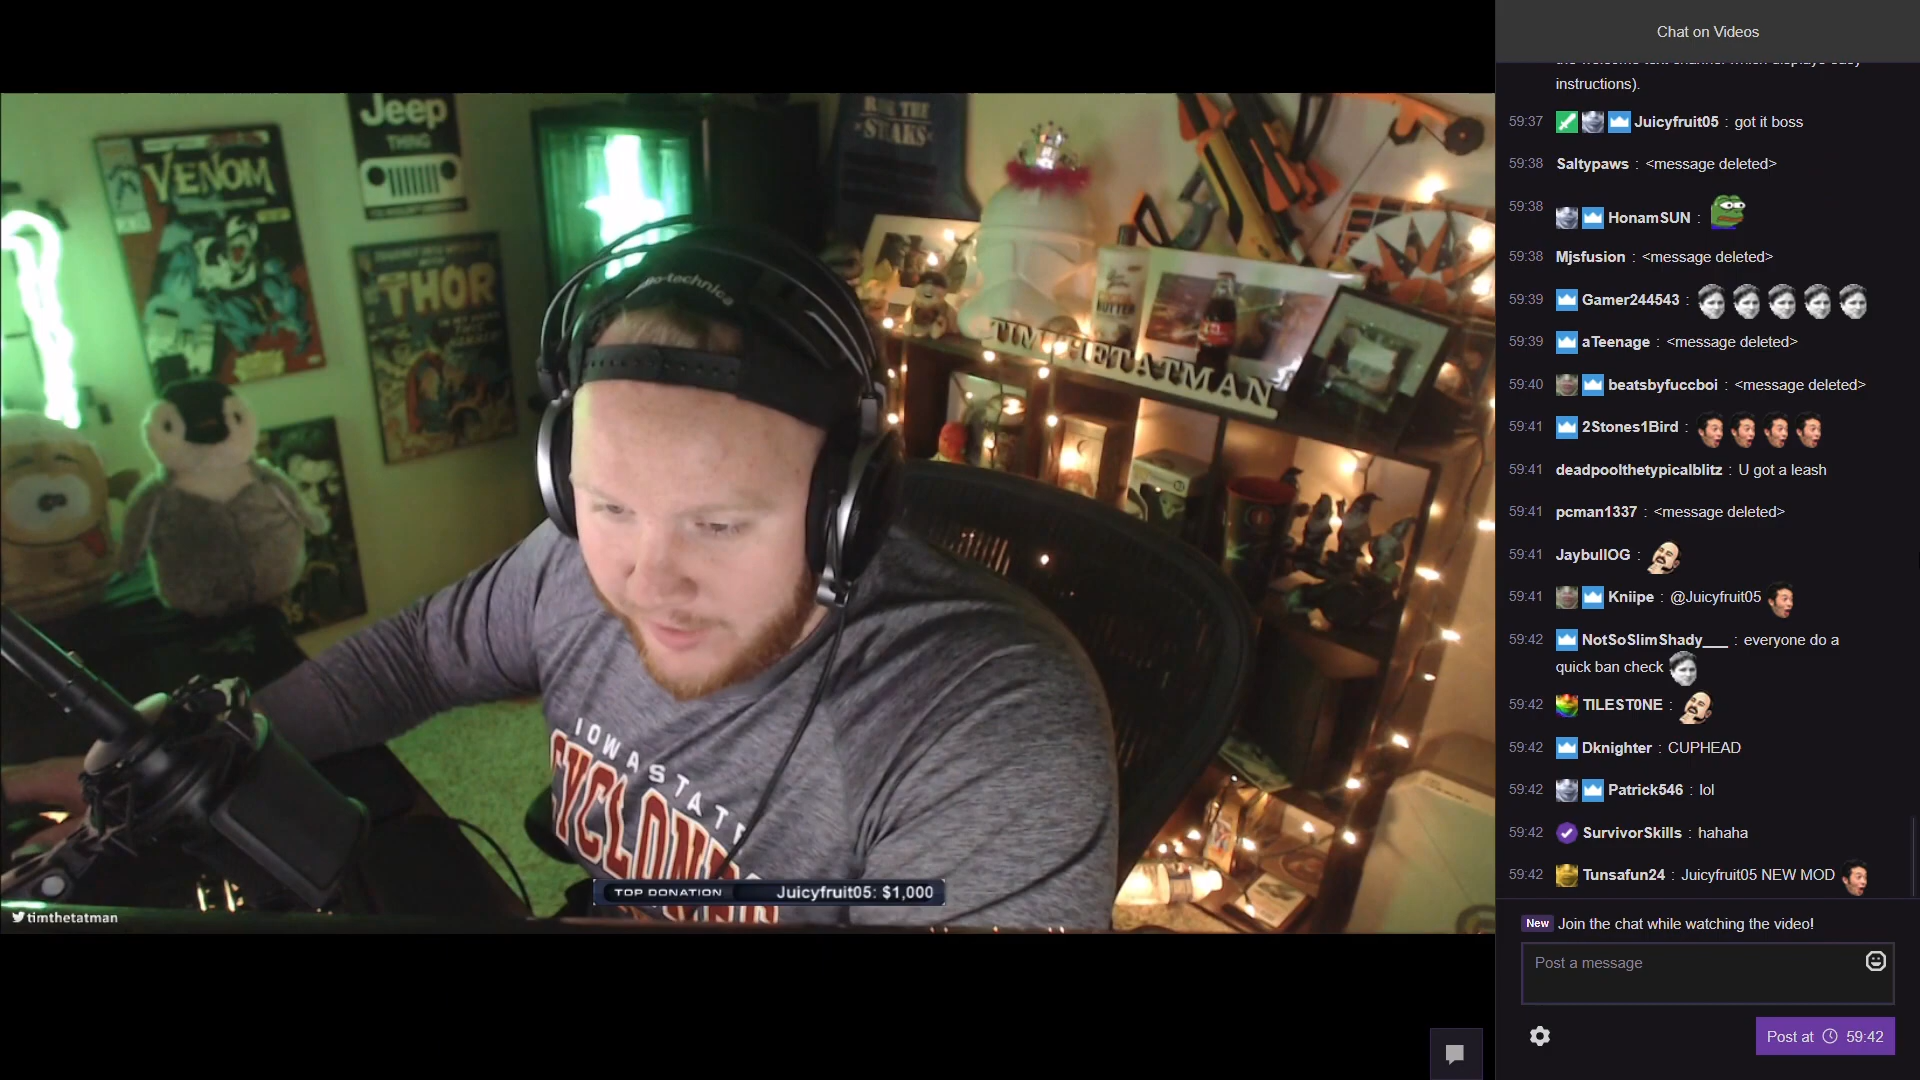 Chat on Videos
instructions).
59:37 Juicyfruit05 : got it boss
59:38 Saltypaws : <message deleted>
59:38 HonamSUN :
59:38 Mjsfusion : <message deleted>
59:39 Gamer244543 :
59:39 aTeenage : <message deleted>
59:40 beatsbyfuccboi : <message deleted>
59:41 2Stones1Bird :
59:41 deadpoolthetypicalblitz : U got a leash
59:41 pcman1337 : <message deleted>
59:41 JaybullOG :
59:41 Kniipe : @Juicyfruit05
59:42 NotSoSlimShady___ : everyone do a
quick ban check
59:42 TILEST0NE :
59:42 Dknighter : CUPHEAD
59:42 Patrick546 : lol
59:42 SurvivorSkills : hahaha
59:42 Tunsafun24 : Juicyfruit05 NEW MOD
New Join the chat while watching the video!
Post a message
Post at 59:42
Jeep
THING
VENOM
THOR
TIMTHETATMAN
IOWA STATE
TOP DONATION Juicyfruit05: $1,000
timthetatman